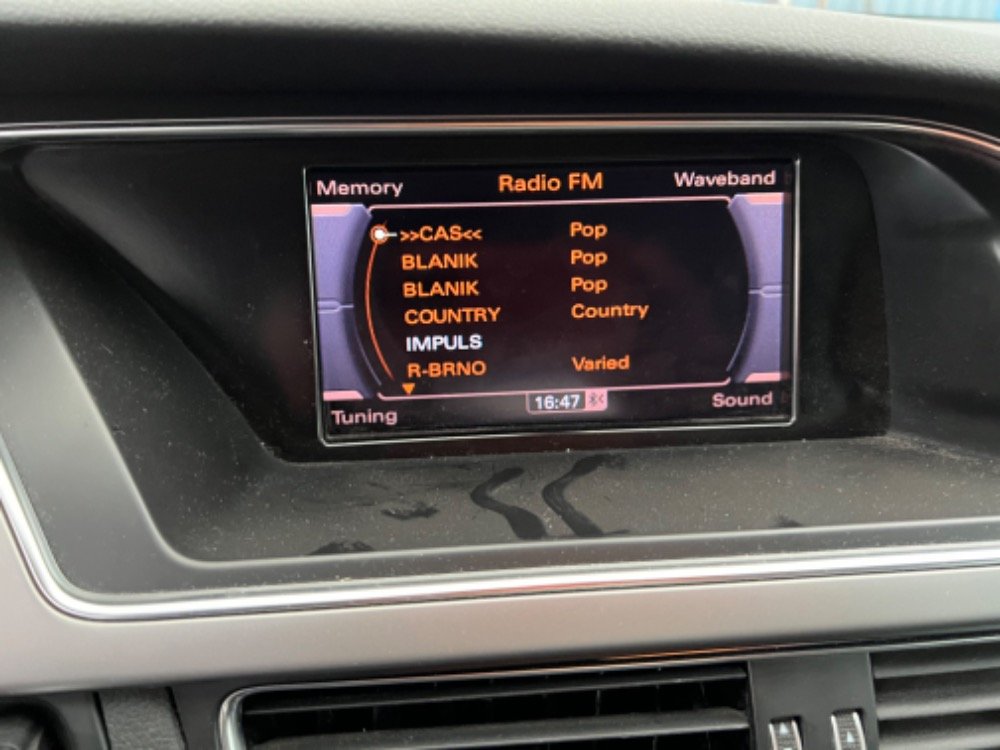 Memory Radio FM Waveband
>>CAS<< Pop
BLANIK Pop
BLANIK Pop
COUNTRY Country
IMPULS
R-BRNO Varied
Tuning 16:47 Sound